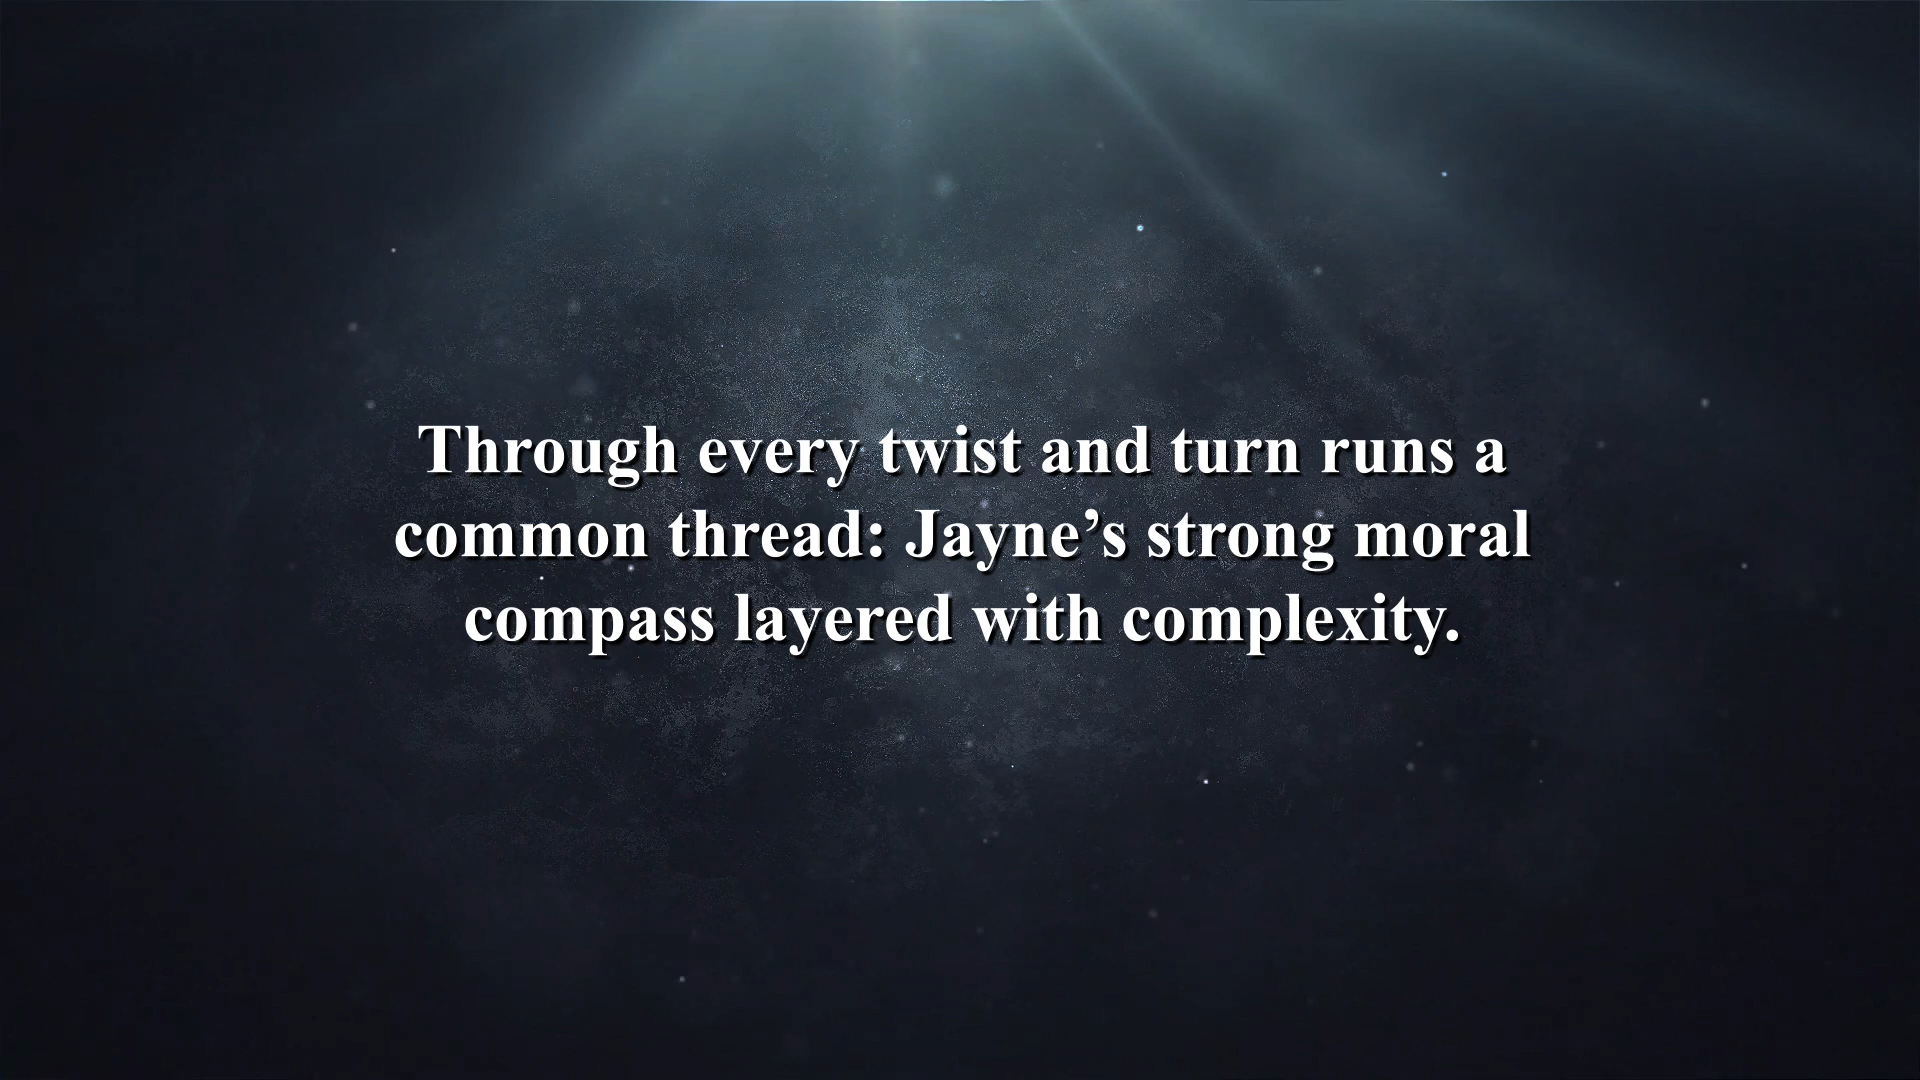 Through every twist and turn runs a
common thread: Jayne’s strong moral
compass layered with complexity.